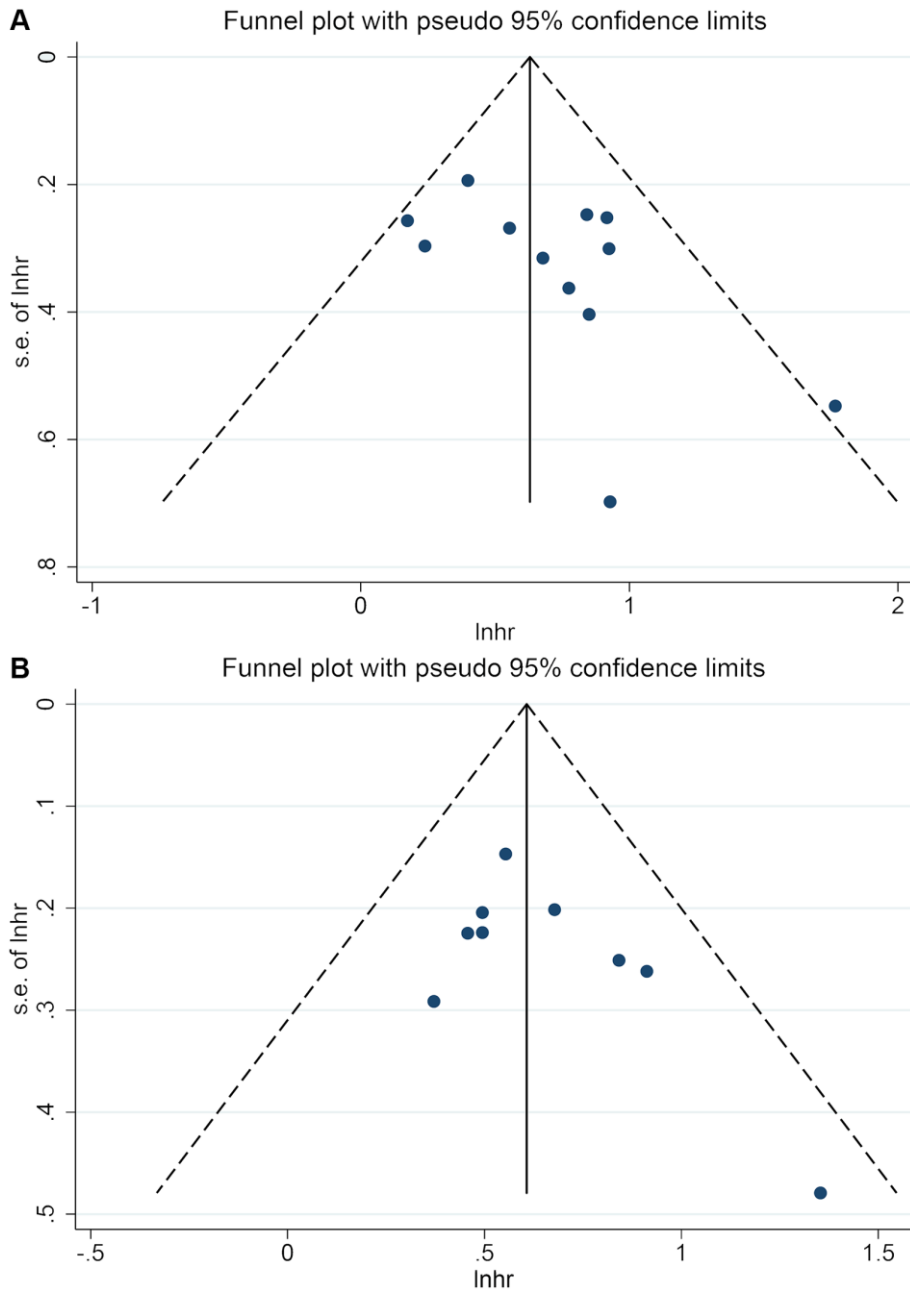 A
Funnel plot with pseudo 95% confidence limits
s.e. of lnhr
0
.2
.4
.6
.8
-1
0
1
2
lnhr
B
Funnel plot with pseudo 95% confidence limits
s.e. of lnhr
0
.1
.2
.3
.4
.5
-.5
0
.5
1
1.5
lnhr